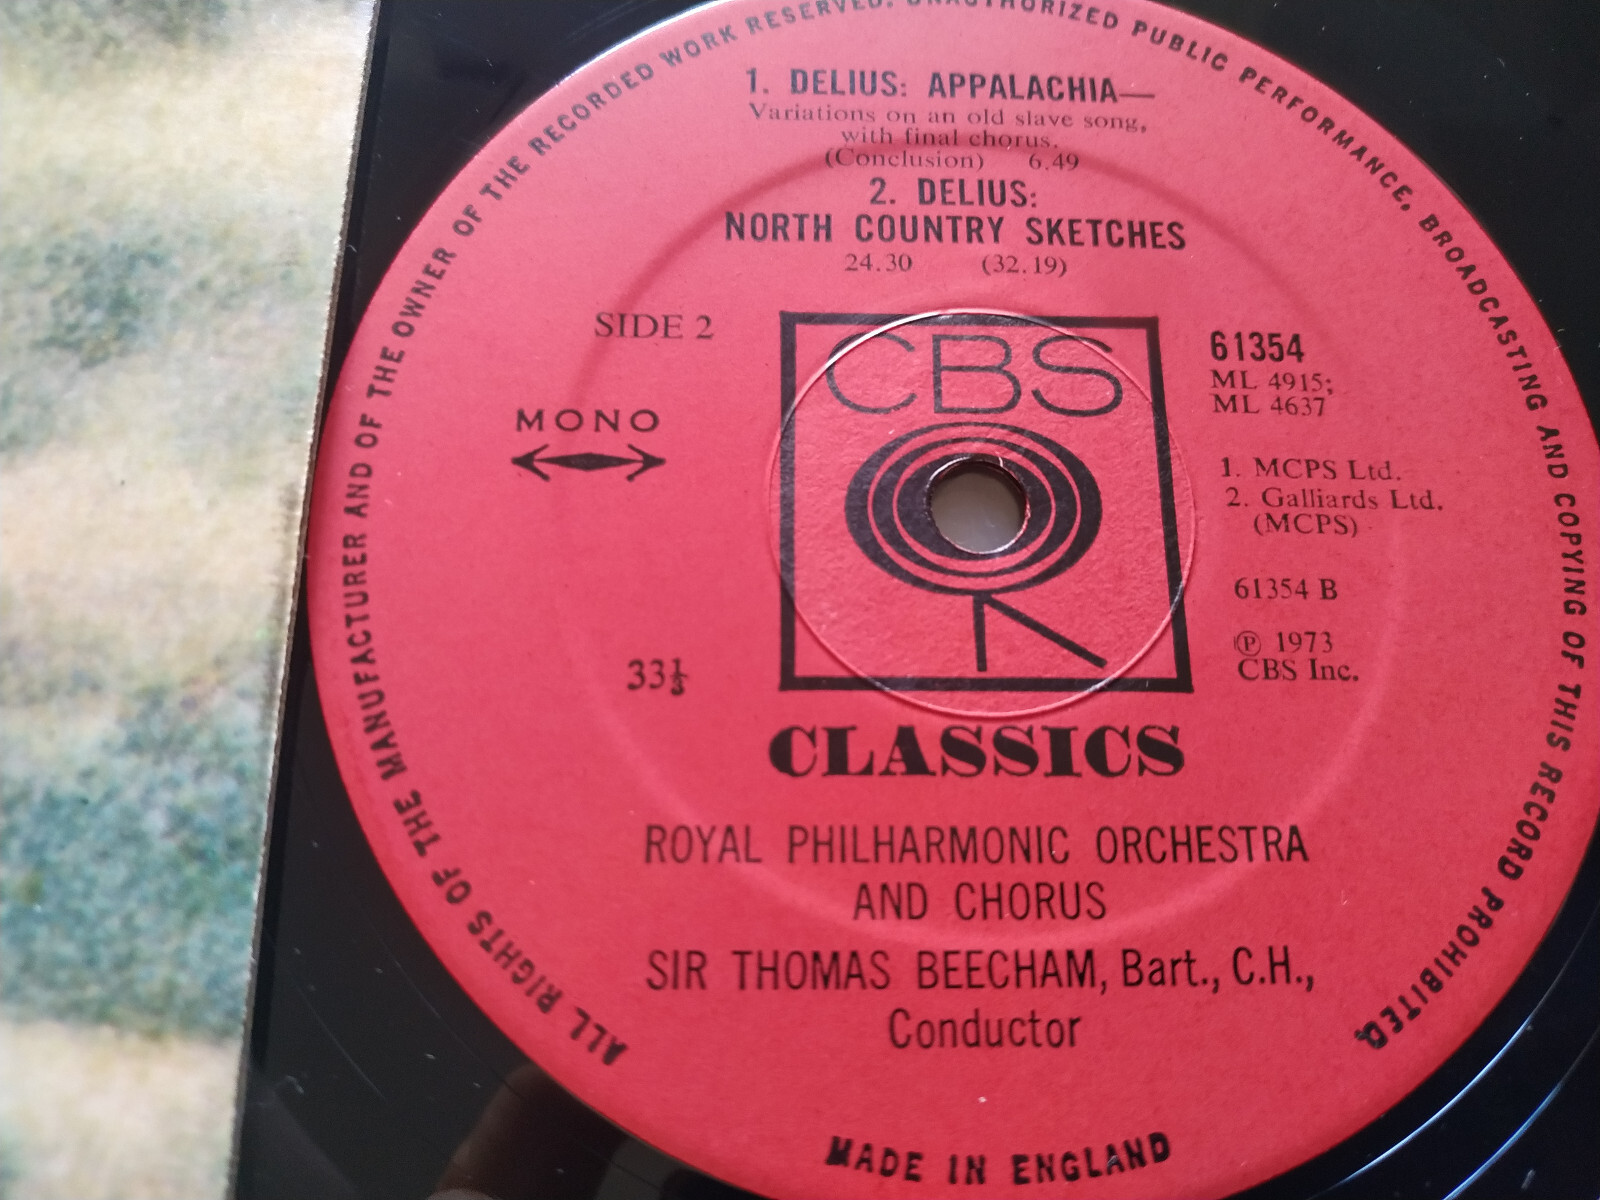 ALL RIGHTS OF THE MANUFACTURER AND OF THE OWNER OF THE RECORDED WORK RESERVED. UNAUTHORIZED PUBLIC PERFORMANCE, BROADCASTING AND COPYING OF THIS RECORD PROHIBITED.
1. DELIUS: APPALACHIA—
Variations on an old slave song,
with final chorus.
(Conclusion) 6.49
2. DELIUS:
NORTH COUNTRY SKETCHES
24.30 (32.19)
SIDE 2
MONO
33⅓
CBS
CLASSICS
61354
ML 4915;
ML 4637
1. MCPS Ltd.
2. Galliards Ltd.
(MCPS)
61354 B
Ⓟ 1973
CBS Inc.
ROYAL PHILHARMONIC ORCHESTRA
AND CHORUS
SIR THOMAS BEECHAM, Bart., C.H.,
Conductor
MADE IN ENGLAND